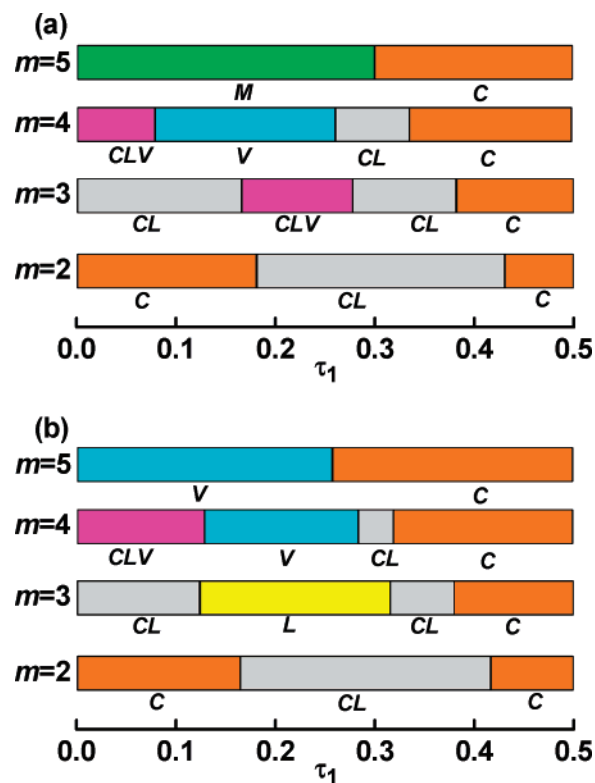 (a)
m=5
M C
m=4
CLV V CL C
m=3
CL CLV CL C
m=2
C CL C
0.0 0.1 0.2 0.3 0.4 0.5
τ1
(b)
m=5
V C
m=4
CLV V CL C
m=3
CL L CL C
m=2
C CL C
0.0 0.1 0.2 0.3 0.4 0.5
τ1